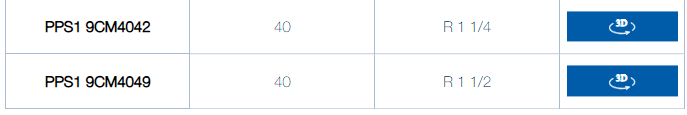 PPS1 9CM4042 40 R 1 1/4 3D
PPS1 9CM4049 40 R 1 1/2 3D